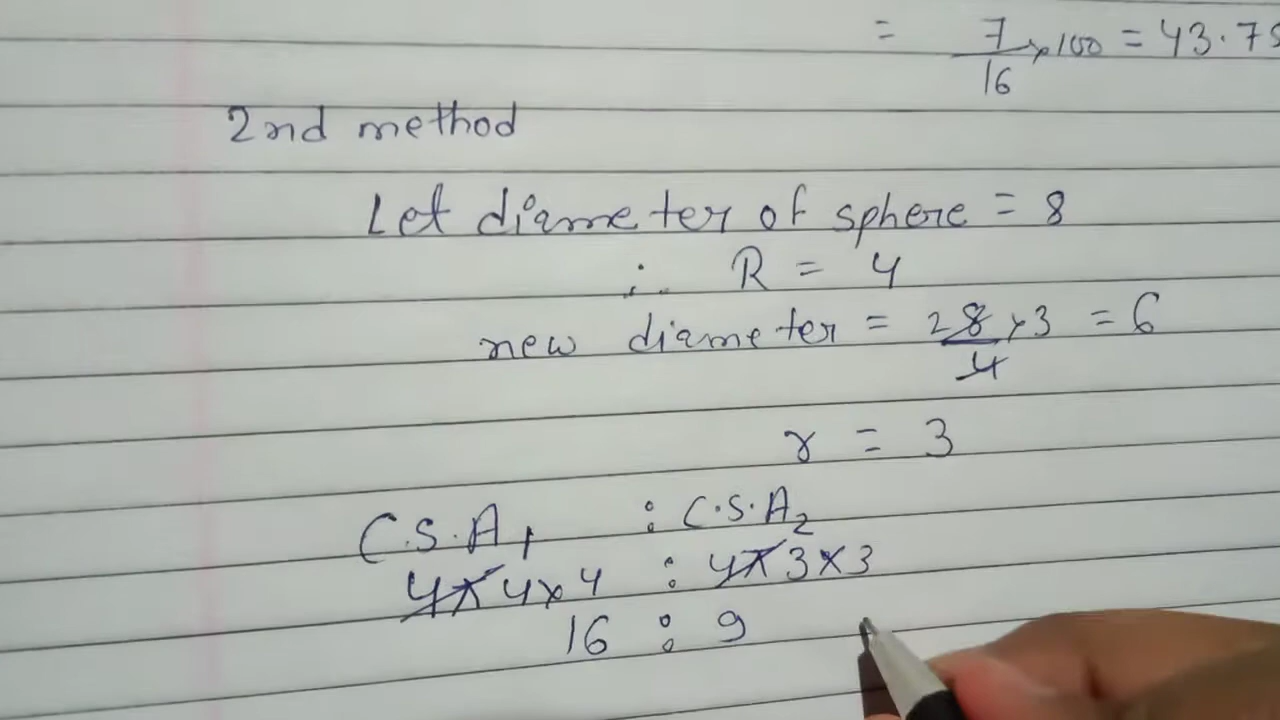 = 7/16 × 100 = 43.75
2nd method
Let diameter of sphere = 8
∴ R = 4
new diameter = 2 8/4 × 3 = 6
r = 3
C.S.A1 : C.S.A2
4π 4×4 : 4π 3×3
16 : 9